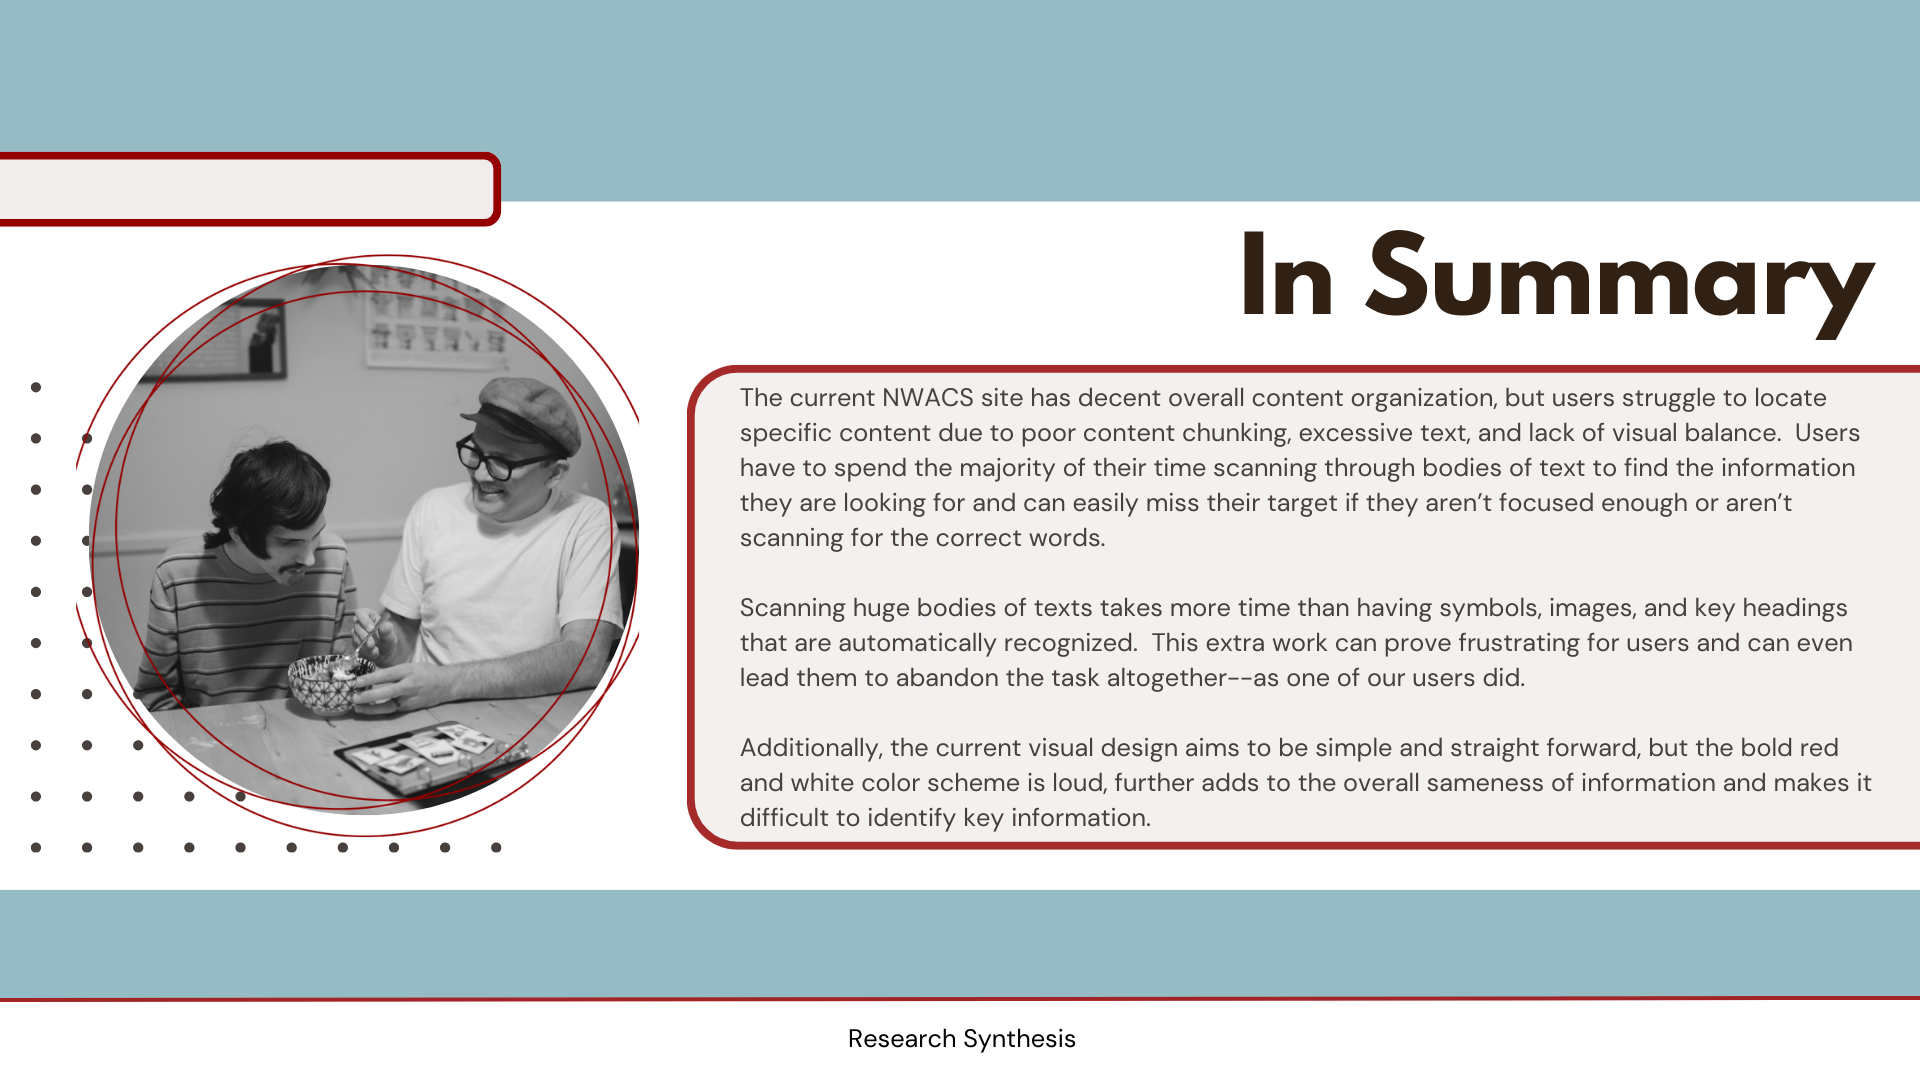 In Summary
The current NWACS site has decent overall content organization, but users struggle to locate
specific content due to poor content chunking, excessive text, and lack of visual balance.  Users
have to spend the majority of their time scanning through bodies of text to find the information
they are looking for and can easily miss their target if they aren’t focused enough or aren’t
scanning for the correct words.
Scanning huge bodies of texts takes more time than having symbols, images, and key headings
that are automatically recognized.  This extra work can prove frustrating for users and can even
lead them to abandon the task altogether--as one of our users did.
Additionally, the current visual design aims to be simple and straight forward, but the bold red
and white color scheme is loud, further adds to the overall sameness of information and makes it
difficult to identify key information.
Research Synthesis